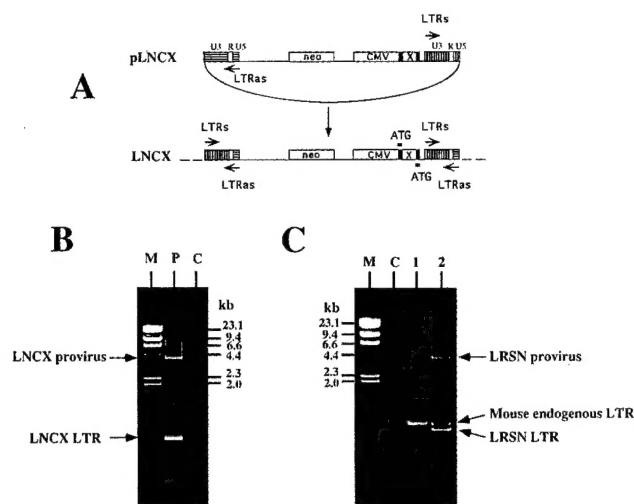 LTRs
U3 R U5 U3 R U5
pLNCX neo CMV X
LTRas
A
LTRs ATG LTRs
LNCX neo CMV X
LTRas ATG LTRas
B
M P C
kb
23.1
9.4
6.6
4.4
2.3
2.0
LNCX provirus
LNCX LTR
C
M C 1 2
kb
23.1
9.4
6.6
4.4
2.3
2.0
LRSN provirus
Mouse endogenous LTR
LRSN LTR